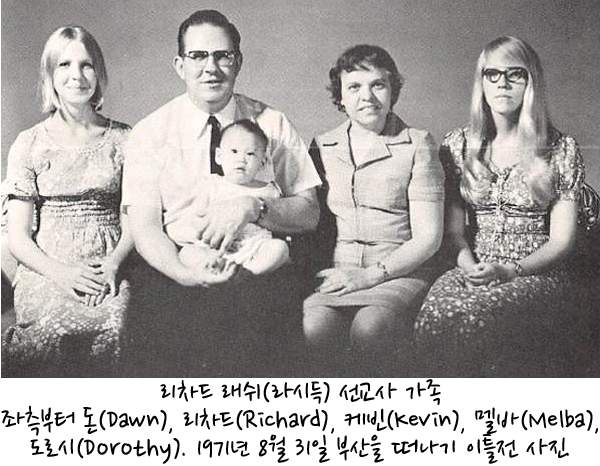 리차드 래쉬(라시득) 선교사 가족
좌측부터 돈(Dawn), 리차드(Richard), 케빈(Kevin), 멜바(Melba),
도로시(Dorothy). 1971년 8월 31일 부산을 떠나기 이틀전 사진